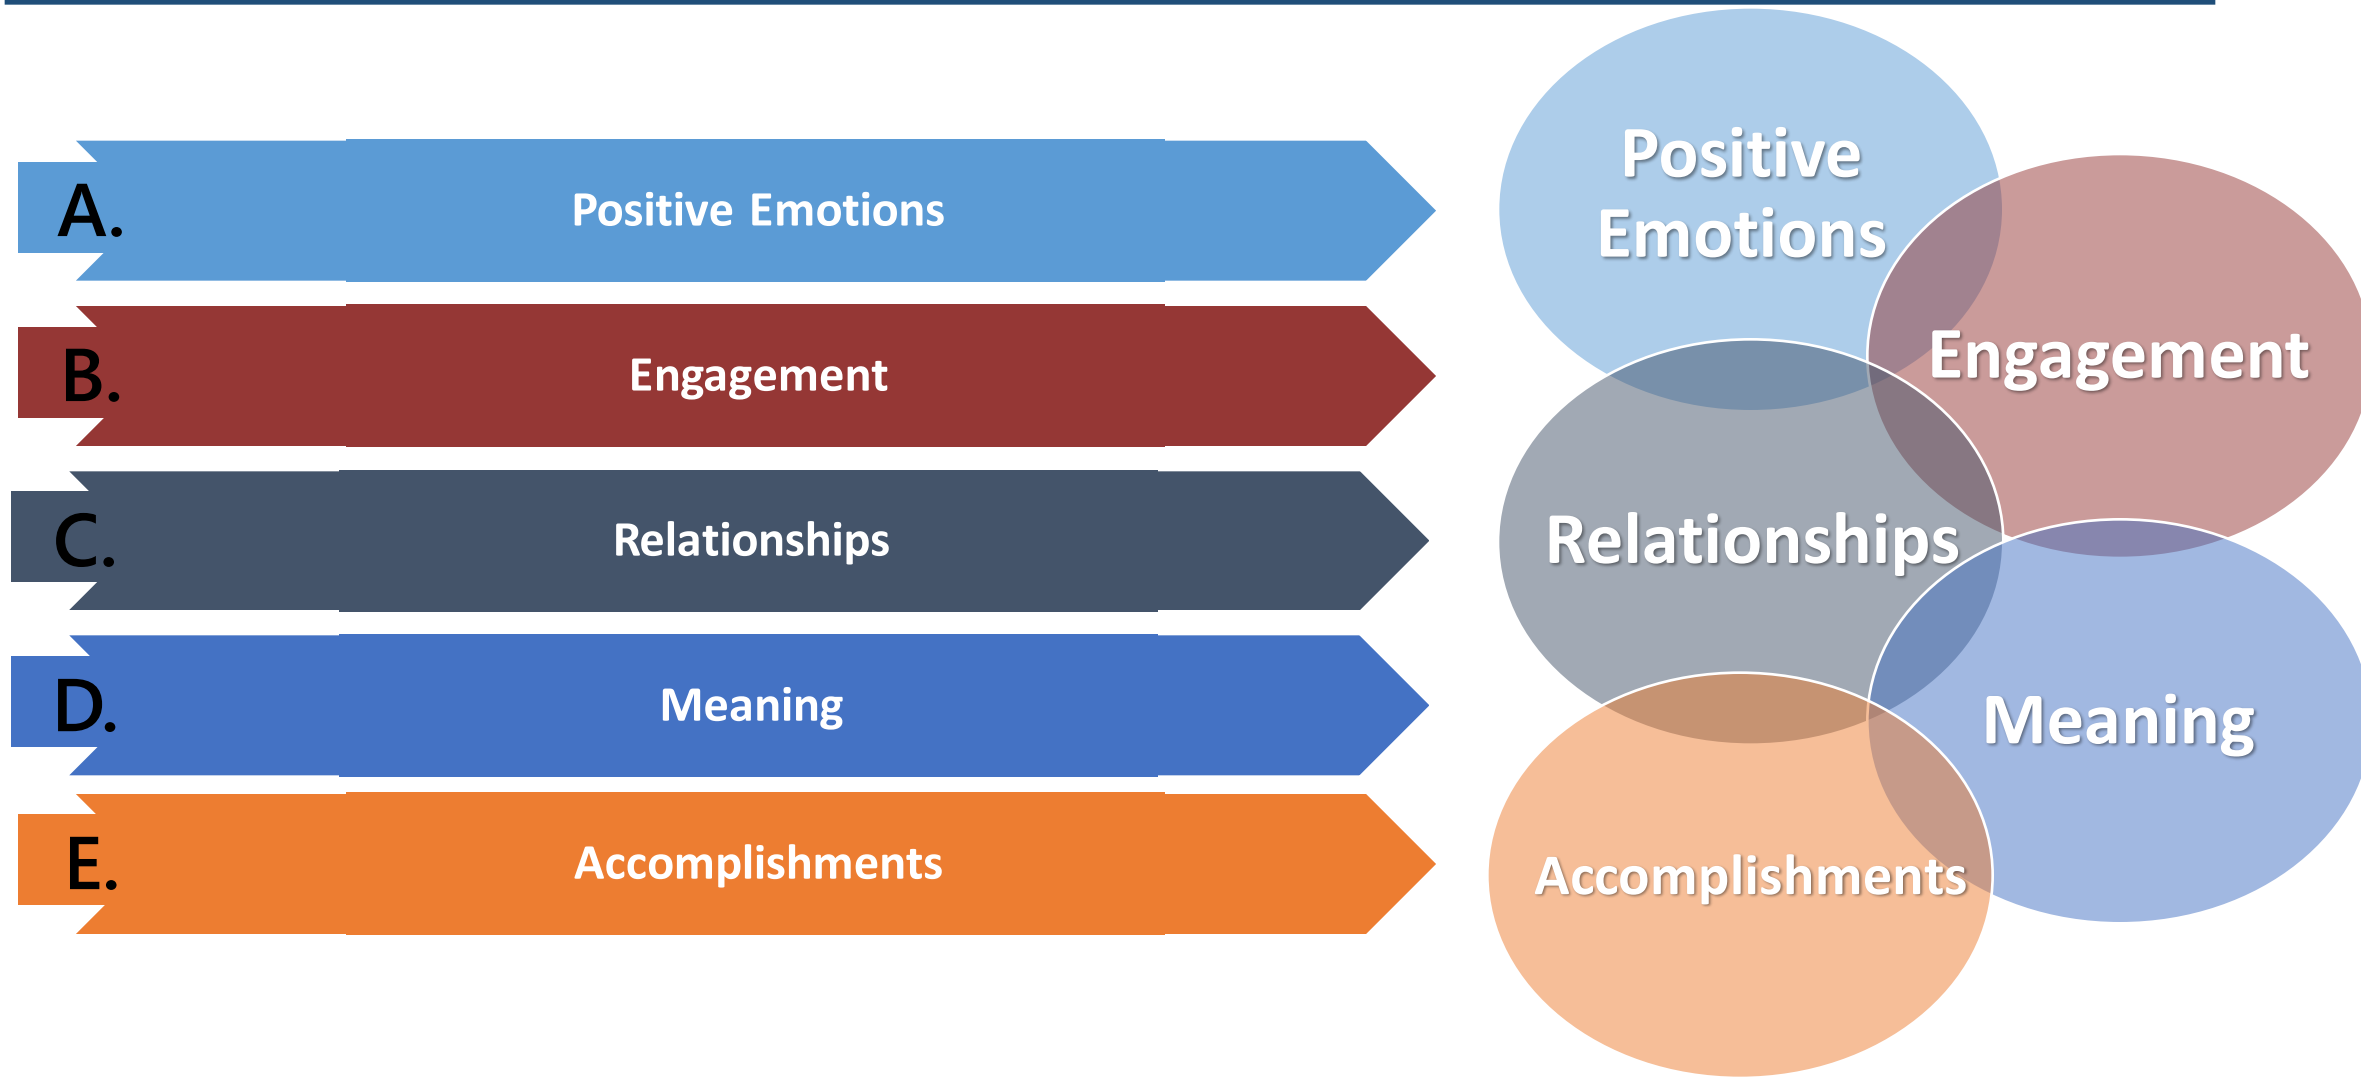 A.
Positive Emotions
B.
Engagement
C.
Relationships
D.
Meaning
E.
Accomplishments
Positive
Emotions
Engagement
Relationships
Meaning
Accomplishments